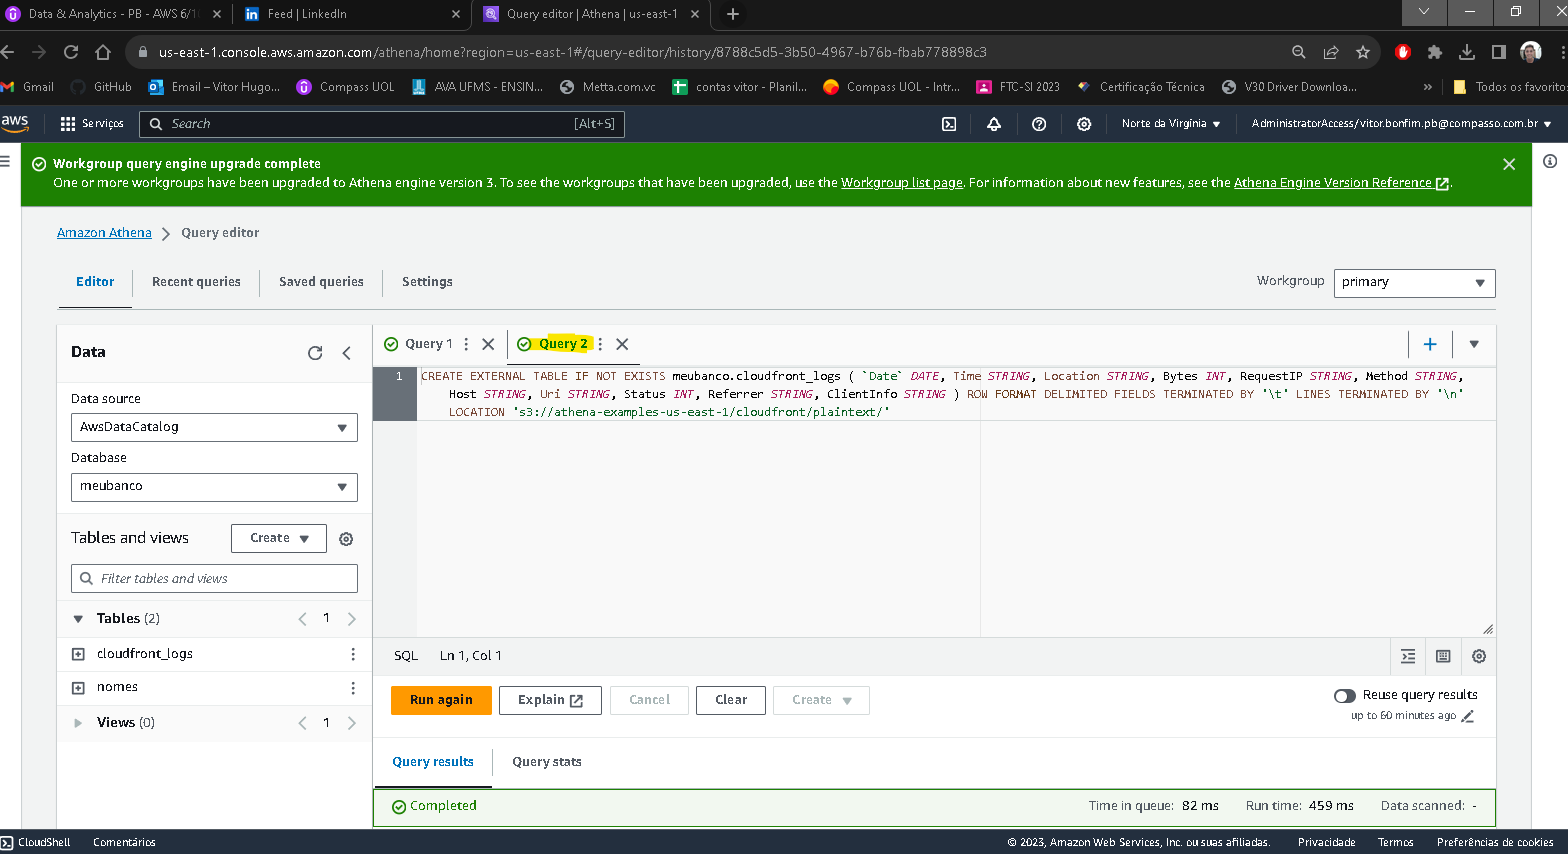 Data & Analytics - PB - AWS 6/1
Feed | LinkedIn
Query editor | Athena | us-east-1
us-east-1.console.aws.amazon.com/athena/home?region=us-east-1#/query-editor/history/8788c5d5-3b50-4967-b76b-fbab778898c3
Gmail GitHub Email – Vitor Hugo... Compass UOL AVA UFMS - ENSIN... Metta.com.vc contas vitor - Planil... Compass UOL - Intr... FTC-SI 2023 Certificação Técnica V30 Driver Downloa... » Todos os favorito
aws Serviços Search [Alt+S] Norte da Virgínia AdministratorAccess/vitor.bonfim.pb@compasso.com.br
Workgroup query engine upgrade complete
One or more workgroups have been upgraded to Athena engine version 3. To see the workgroups that have been upgraded, use the Workgroup list page. For information about new features, see the Athena Engine Version Reference.
Amazon Athena Query editor
Editor Recent queries Saved queries Settings
Workgroup primary
Data
Data source
AwsDataCatalog
Database
meubanco
Tables and views Create
Filter tables and views
Tables (2) 1
cloudfront_logs
nomes
Views (0) 1
Query 1 Query 2
1 CREATE EXTERNAL TABLE IF NOT EXISTS meubanco.cloudfront_logs ( `Date` DATE, Time STRING, Location STRING, Bytes INT, RequestIP STRING, Method STRING,
Host STRING, Uri STRING, Status INT, Referrer STRING, ClientInfo STRING ) ROW FORMAT DELIMITED FIELDS TERMINATED BY '\t' LINES TERMINATED BY '\n'
LOCATION 's3://athena-examples-us-east-1/cloudfront/plaintext/'
SQL Ln 1, Col 1
Run again Explain Cancel Clear Create
Reuse query results
up to 60 minutes ago
Query results Query stats
Completed
Time in queue: 82 ms Run time: 459 ms Data scanned: -
CloudShell Comentários © 2023, Amazon Web Services, Inc. ou suas afiliadas. Privacidade Termos Preferências de cookies